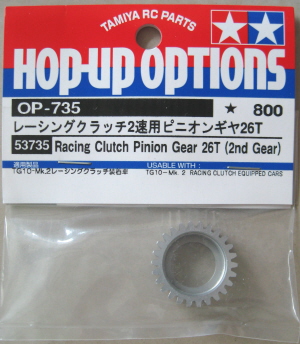 TAMIYA RC PARTS
HOP-UP OPTIONS
OP-735 ★ 800
レーシングクラッチ2速用ピニオンギヤ26T
53735 Racing Clutch Pinion Gear 26T (2nd Gear)
適用製品 USABLE WITH :
TG10-Mk.2レーシングクラッチ装着車 TG10-Mk. 2 RACING CLUTCH EQUIPPED CARS